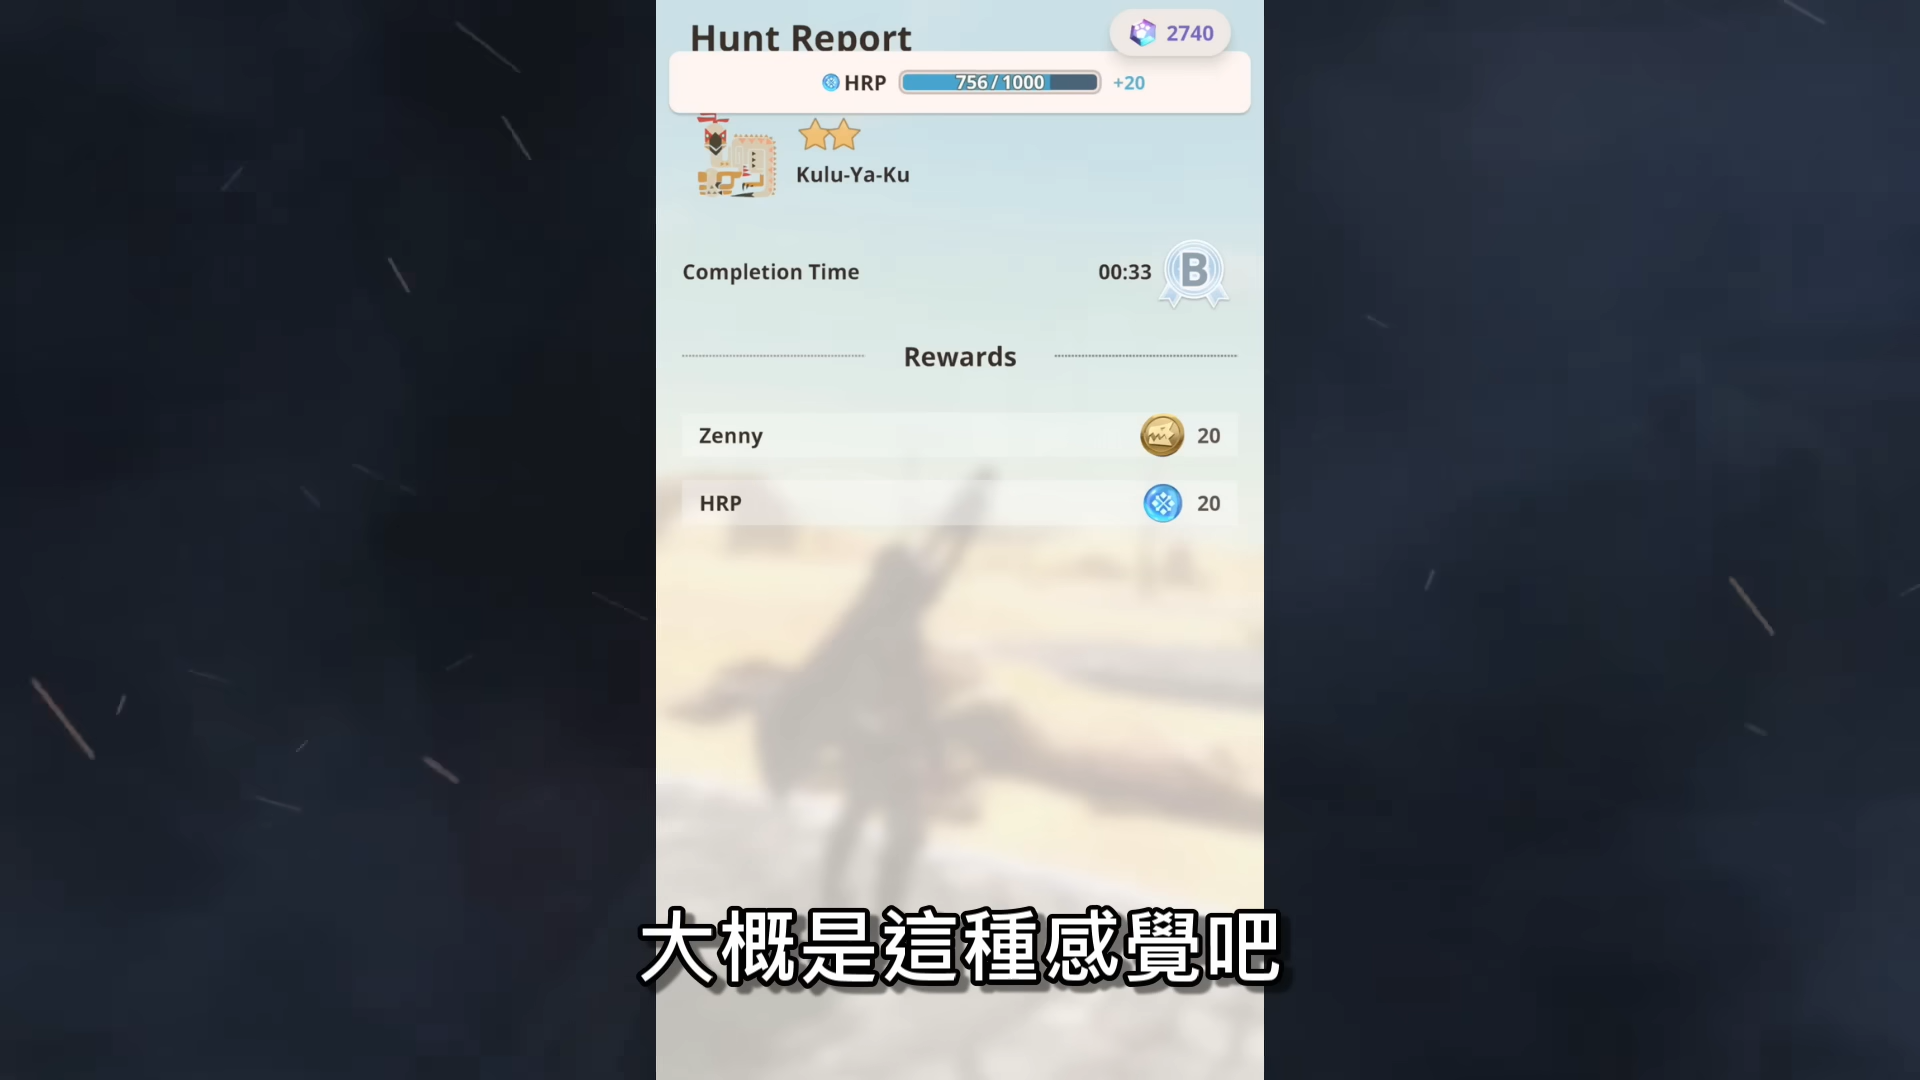 Hunt Report
2740
HRP 756/1000 +20
Kulu-Ya-Ku
Completion Time 00:33 B
Rewards
Zenny 20
HRP 20
大概是這種感覺吧